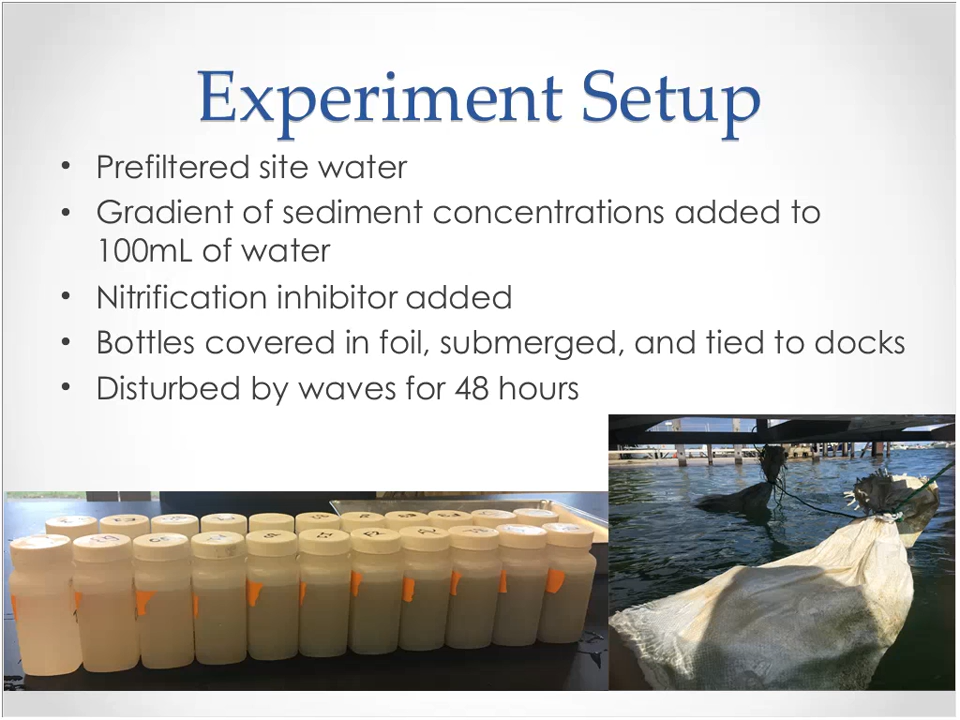 Experiment Setup
• Prefiltered site water
• Gradient of sediment concentrations added to
100mL of water
• Nitrification inhibitor added
• Bottles covered in foil, submerged, and tied to docks
• Disturbed by waves for 48 hours